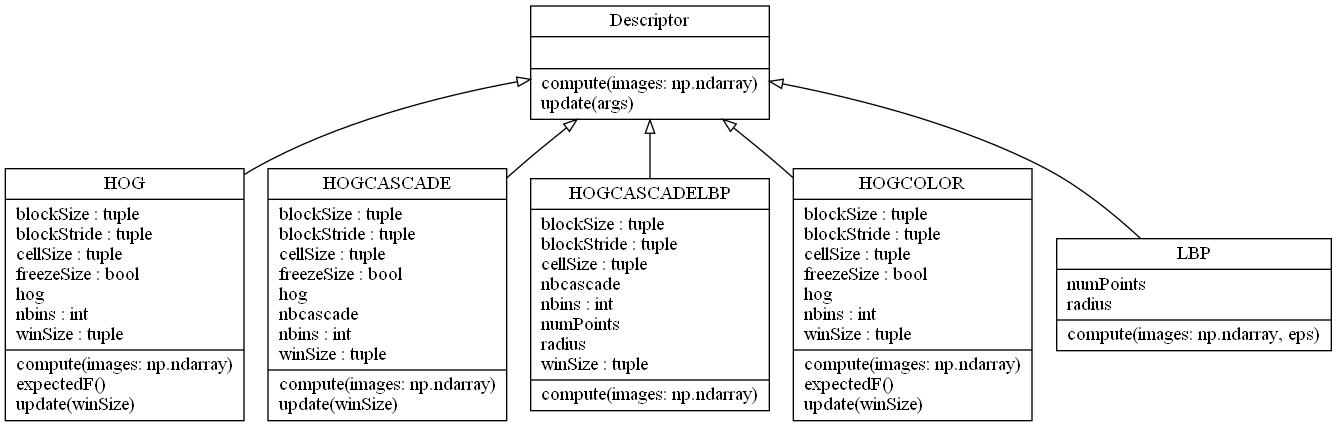 Descriptor
compute(images: np.ndarray)
update(args)
HOG
blockSize : tuple
blockStride : tuple
cellSize : tuple
freezeSize : bool
hog
nbins : int
winSize : tuple
compute(images: np.ndarray)
expectedF()
update(winSize)
HOGCASCADE
blockSize : tuple
blockStride : tuple
cellSize : tuple
freezeSize : bool
hog
nbcascade
nbins : int
winSize : tuple
compute(images: np.ndarray)
update(winSize)
HOGCASCADELBP
blockSize : tuple
blockStride : tuple
cellSize : tuple
nbcascade
nbins : int
numPoints
radius
winSize : tuple
compute(images: np.ndarray)
HOGCOLOR
blockSize : tuple
blockStride : tuple
cellSize : tuple
freezeSize : bool
hog
nbins : int
winSize : tuple
compute(images: np.ndarray)
expectedF()
update(winSize)
LBP
numPoints
radius
compute(images: np.ndarray, eps)